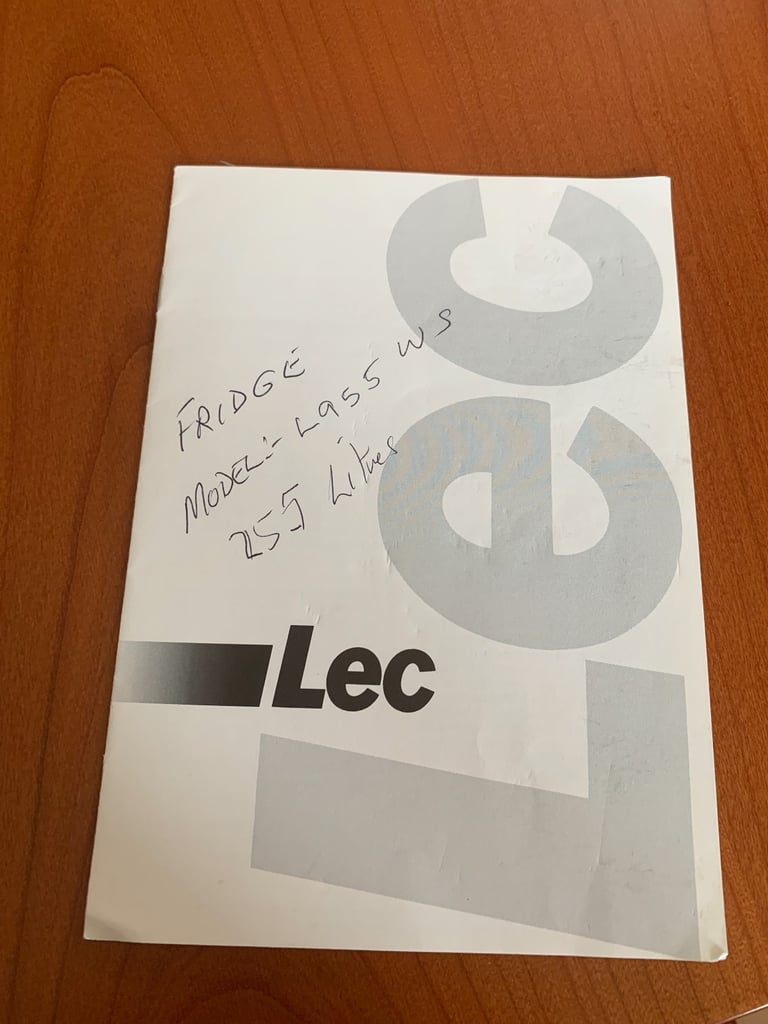 FRIDGE
MODEL:- L955 WS
255 Litres
Lec
Lec